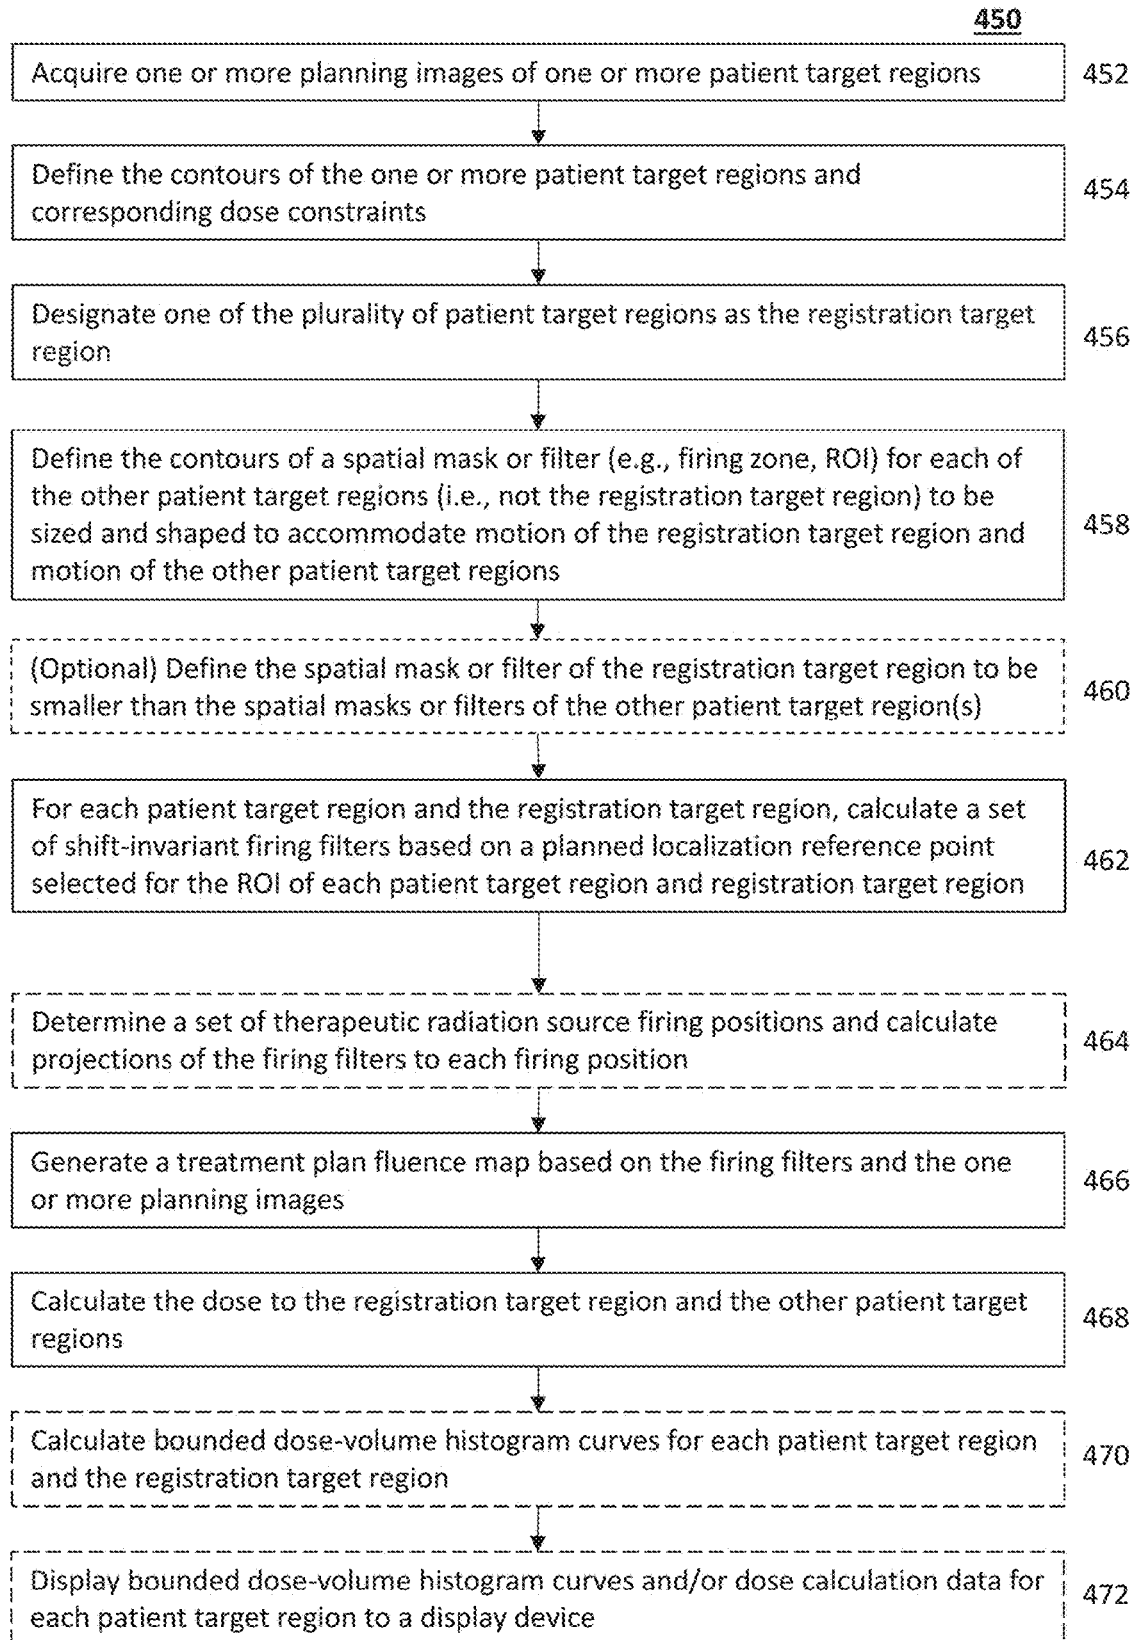 450
Acquire one or more planning images of one or more patient target regions
452
Define the contours of the one or more patient target regions and
corresponding dose constraints
454
Designate one of the plurality of patient target regions as the registration target
region
456
Define the contours of a spatial mask or filter (e.g., firing zone, ROI) for each of
the other patient target regions (i.e., not the registration target region) to be
sized and shaped to accommodate motion of the registration target region and
motion of the other patient target regions
458
(Optional) Define the spatial mask or filter of the registration target region to be
smaller than the spatial masks or filters of the other patient target region(s)
460
For each patient target region and the registration target region, calculate a set
of shift-invariant firing filters based on a planned localization reference point
selected for the ROI of each patient target region and registration target region
462
Determine a set of therapeutic radiation source firing positions and calculate
projections of the firing filters to each firing position
464
Generate a treatment plan fluence map based on the firing filters and the one
or more planning images
466
Calculate the dose to the registration target region and the other patient target
regions
468
Calculate bounded dose-volume histogram curves for each patient target region
and the registration target region
470
Display bounded dose-volume histogram curves and/or dose calculation data for
each patient target region to a display device
472